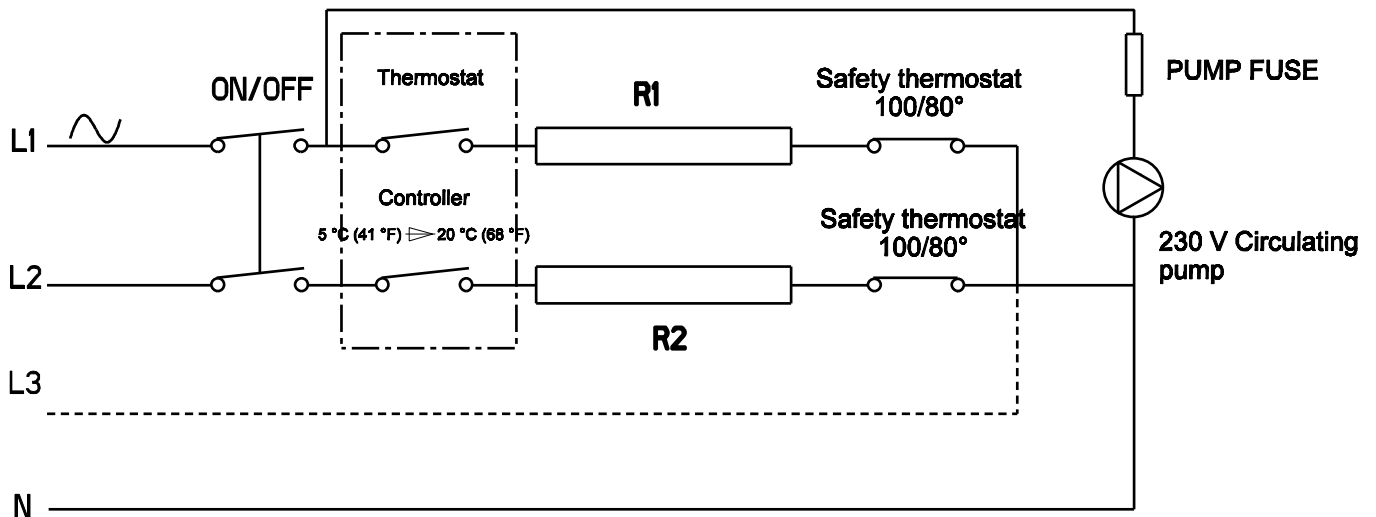 PUMP FUSE
Thermostat
Safety thermostat
100/80°
ON/OFF
R1
L1
Controller
Safety thermostat
100/80°
5 °C (41 °F) 20 °C (68 °F)
230 V Circulating
pump
L2
R2
L3
N